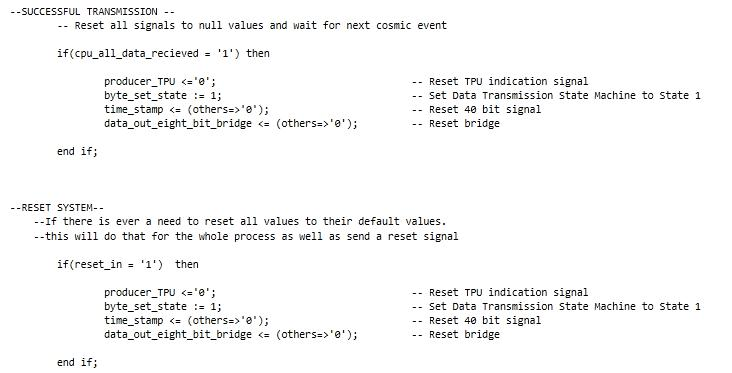 --SUCCESSFUL TRANSMISSION --
-- Reset all signals to null values and wait for next cosmic event
if(cpu_all_data_recieved = '1') then
producer_TPU <='0'; -- Reset TPU indication signal
byte_set_state := 1; -- Set Data Transmission State Machine to State 1
time_stamp <= (others=>'0'); -- Reset 40 bit signal
data_out_eight_bit_bridge <= (others=>'0'); -- Reset bridge
end if;
--RESET SYSTEM--
--If there is ever a need to reset all values to their default values.
--this will do that for the whole process as well as send a reset signal
if(reset_in = '1') then
producer_TPU <='0'; -- Reset TPU indication signal
byte_set_state := 1; -- Set Data Transmission State Machine to State 1
time_stamp <= (others=>'0'); -- Reset 40 bit signal
data_out_eight_bit_bridge <= (others=>'0'); -- Reset bridge
end if;